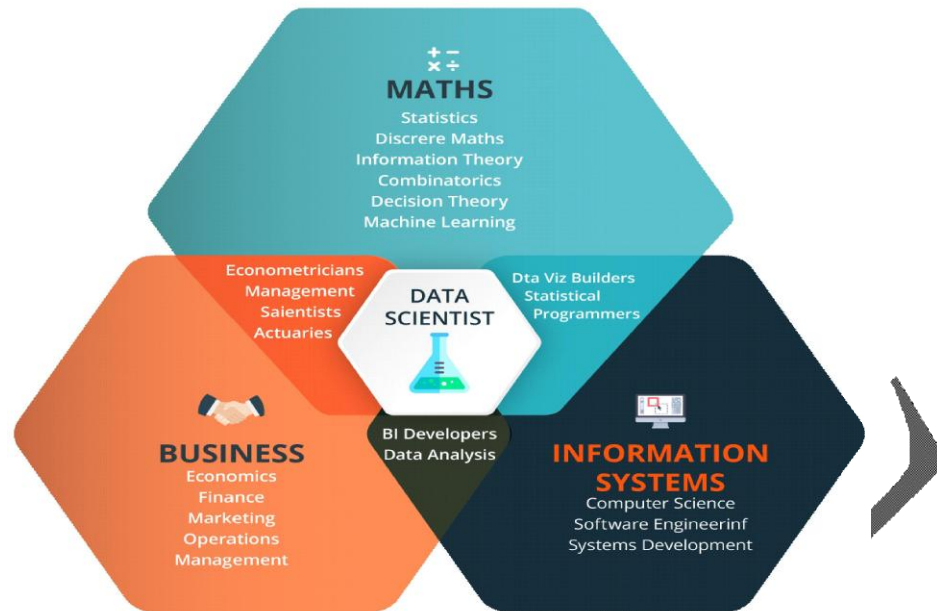 MATHS
Statistics
Discrere Maths
Information Theory
Combinatorics
Decision Theory
Machine Learning
Econometricians
Management
Saientists
Actuaries
DATA
SCIENTIST
Dta Viz Builders
Statistical
Programmers
BI Developers
Data Analysis
BUSINESS
Economics
Finance
Marketing
Operations
Management
INFORMATION
SYSTEMS
Computer Science
Software Engineerinf
Systems Development